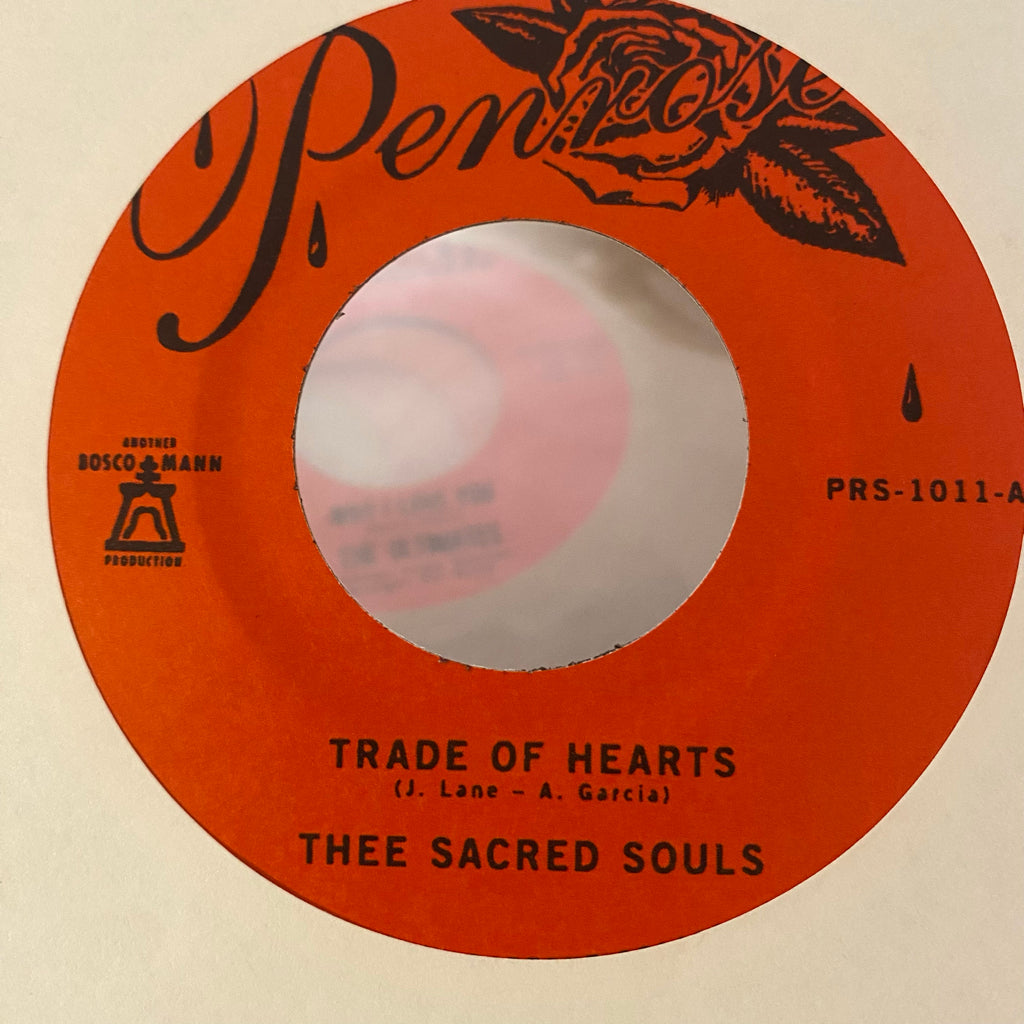 Penrose
ANOTHER
BOSCO MANN
PRODUCTION
PRS-1011-A
TRADE OF HEARTS
(J. Lane – A. Garcia)
THEE SACRED SOULS